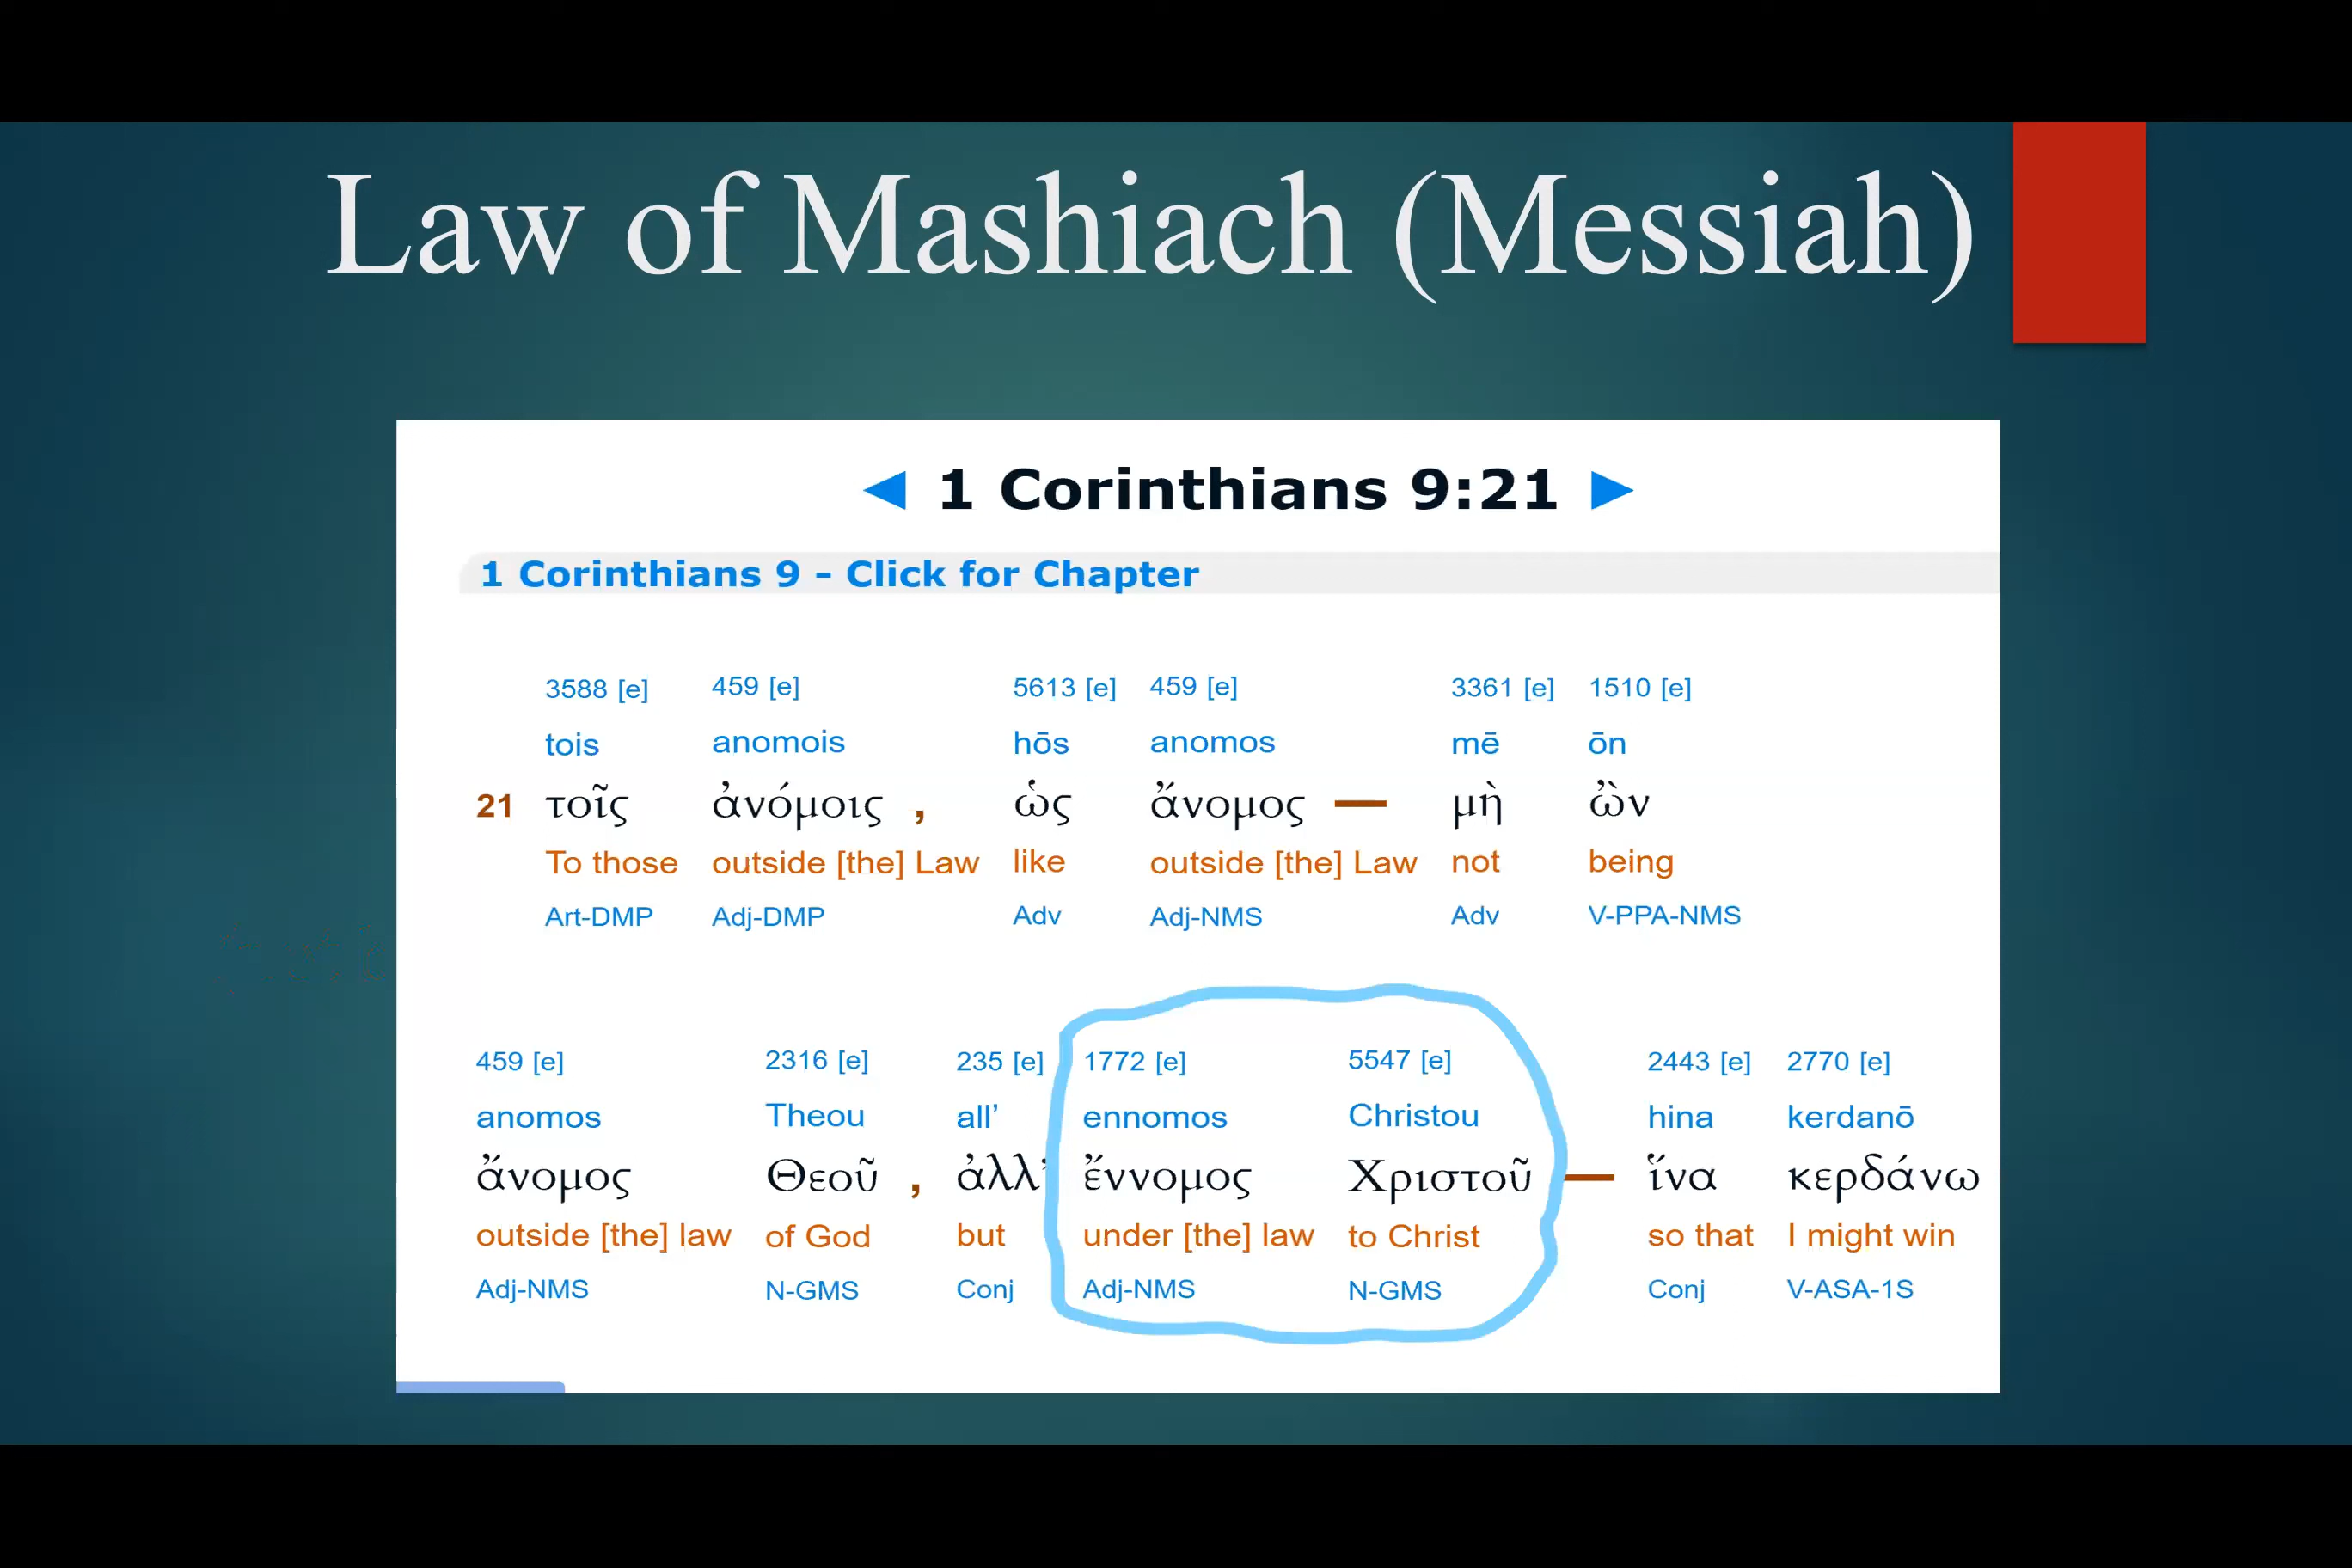 Law of Mashiach (Messiah)
◀ 1 Corinthians 9:21 ▶
1 Corinthians 9 - Click for Chapter
3588 [e] 459 [e] 5613 [e] 459 [e] 3361 [e] 1510 [e]
tois anomois hōs anomos mē ōn
21 τοῖς ἀνόμοις , ὡς ἄνομος — μὴ ὢν
To those outside [the] Law like outside [the] Law not being
Art-DMP Adj-DMP Adv Adj-NMS Adv V-PPA-NMS
459 [e] 2316 [e] 235 [e] 1772 [e] 5547 [e] 2443 [e] 2770 [e]
anomos Theou all’ ennomos Christou hina kerdanō
ἄνομος Θεοῦ , ἀλλ’ ἔννομος Χριστοῦ — ἵνα κερδάνω
outside [the] law of God but under [the] law to Christ so that I might win
Adj-NMS N-GMS Conj Adj-NMS N-GMS Conj V-ASA-1S